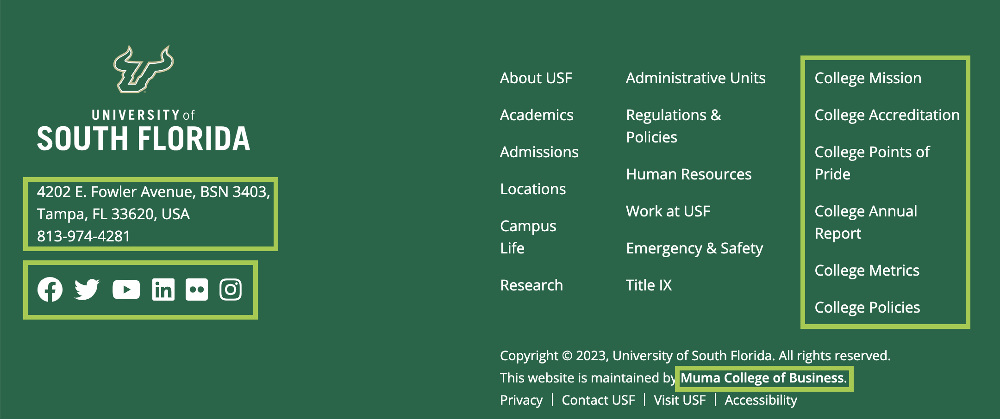 UNIVERSITY of
SOUTH FLORIDA
4202 E. Fowler Avenue, BSN 3403,
Tampa, FL 33620, USA
813-974-4281
About USF
Academics
Admissions
Locations
Campus
Life
Research
Administrative Units
Regulations &
Policies
Human Resources
Work at USF
Emergency & Safety
Title IX
College Mission
College Accreditation
College Points of
Pride
College Annual
Report
College Metrics
College Policies
Copyright © 2023, University of South Florida. All rights reserved.
This website is maintained by Muma College of Business.
Privacy | Contact USF | Visit USF | Accessibility